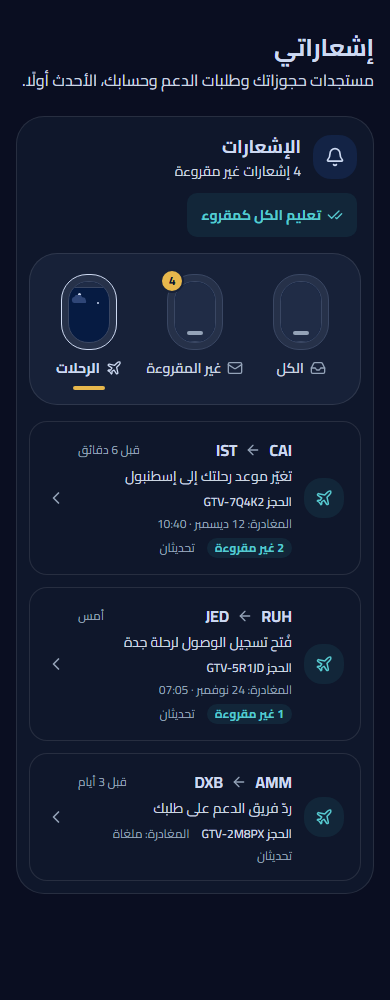 إشعاراتي
مستجدات حجوزاتك وطلبات الدعم وحسابك، الأحدث أولًا.
الإشعارات
4 إشعارات غير مقروءة
تعليم الكل كمقروء
4
الكل
غير المقروءة
الرحلات
CAI ← IST قبل 6 دقائق
تغيّر موعد رحلتك إلى إسطنبول
الحجز GTV-7Q4K2
المغادرة: 12 ديسمبر · 10:40
2 غير مقروءة تحديثان
RUH ← JED أمس
فُتح تسجيل الوصول لرحلة جدة
الحجز GTV-5R1JD
المغادرة: 24 نوفمبر · 07:05
1 غير مقروءة تحديثان
AMM ← DXB قبل 3 أيام
ردّ فريق الدعم على طلبك
الحجز GTV-2M8PX المغادرة: ملغاة
تحديثان